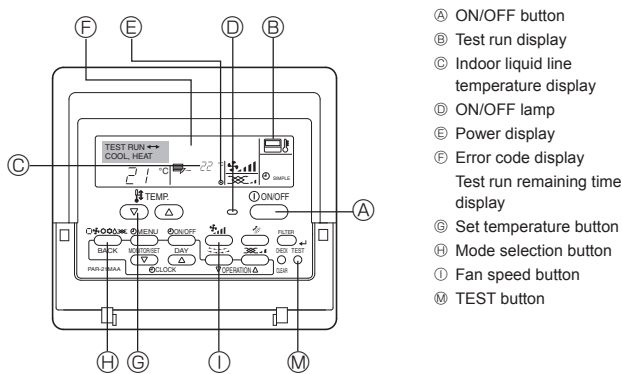 Ⓕ Ⓔ Ⓓ Ⓑ
TEST RUN
COOL, HEAT
21 °C
22 °C
SIMPLE
Ⓒ
TEMP.
ON/OFF
Ⓐ
MENU
ON/OFF
FILTER
BACK
MONITOR/SET
DAY
CHECK
TEST
PAR-21MAA
CLOCK
OPERATION
CLEAR
Ⓗ Ⓖ Ⓘ Ⓜ
Ⓐ ON/OFF button
Ⓑ Test run display
Ⓒ Indoor liquid line
temperature display
Ⓓ ON/OFF lamp
Ⓔ Power display
Ⓕ Error code display
Test run remaining time
display
Ⓖ Set temperature button
Ⓗ Mode selection button
Ⓘ Fan speed button
Ⓜ TEST button